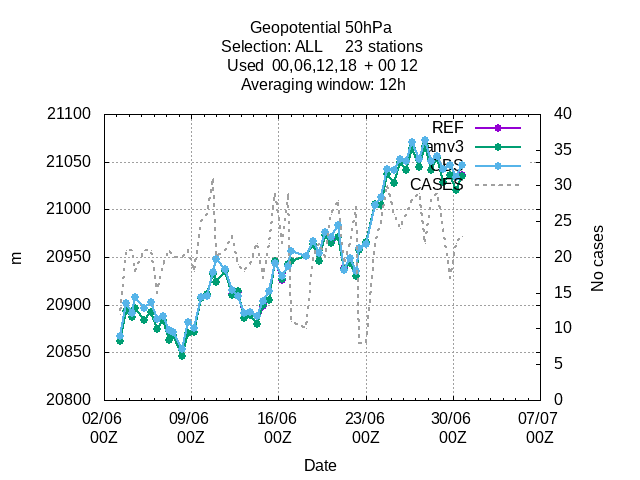 Geopotential 50hPa
Selection: ALL     23 stations
Used  00,06,12,18  + 00 12
Averaging window: 12h
21100
21050
21000
20950
20900
20850
20800
m
40
35
30
25
20
15
10
5
0
No cases
REF
amv3
OBS
CASES
02/06 09/06 16/06 23/06 30/06 07/07
00Z 00Z 00Z 00Z 00Z 00Z
Date